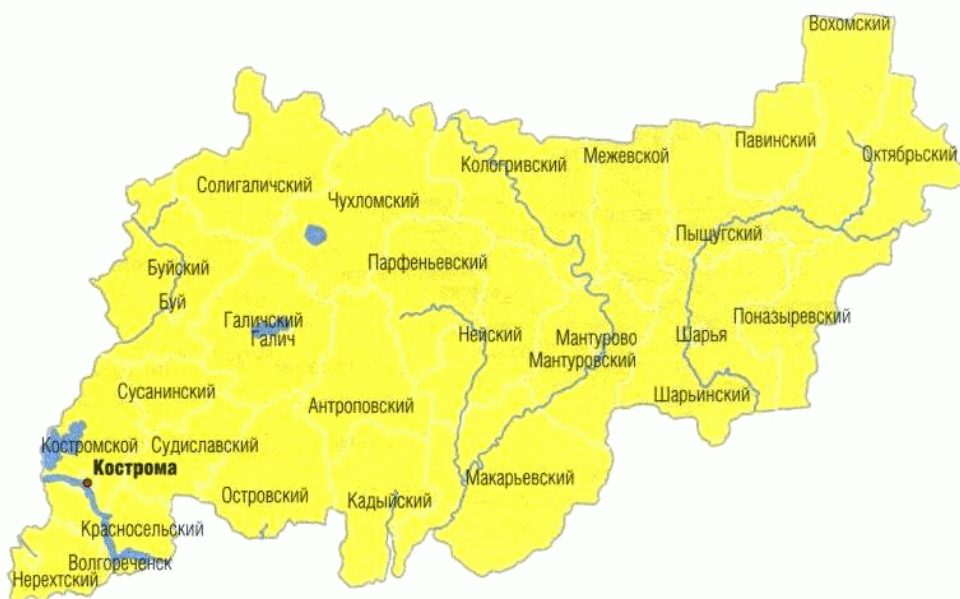 Вохомский
Павинский
Октябрьский
Межевской
Кологривский
Солигаличский
Чухломский
Пыщугский
Парфеньевский
Буйский
Буй
Поназыревский
Галичский
Галич
Нейский
Мантурово
Мантуровский
Шарья
Сусанинский
Шарьинский
Антроповский
Костромской
Судиславский
Кострома
Макарьевский
Островский
Кадыйский
Красносельский
Волгореченск
Нерехтский